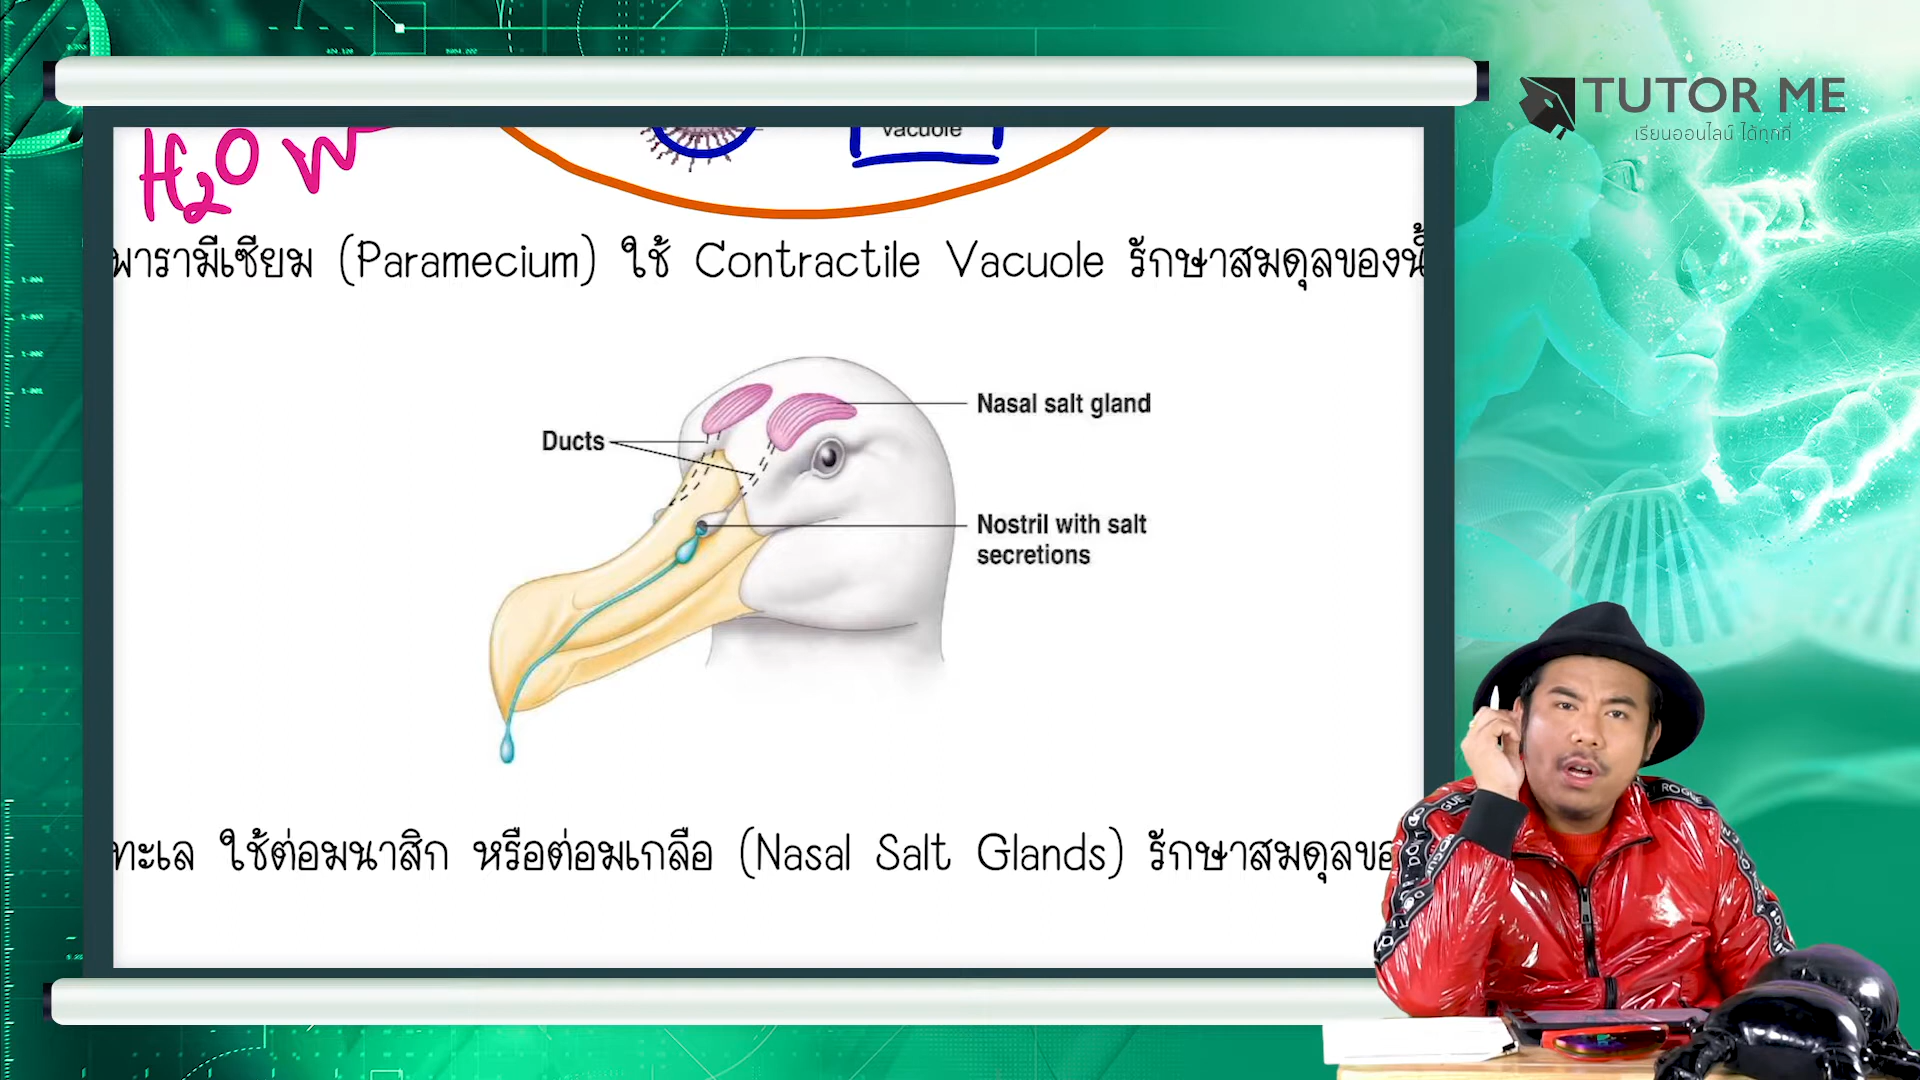 TUTOR ME
เรียนออนไลน์ ได้ทุกที่
vacuole
H₂O
พารามีเซียม (Paramecium) ใช้ Contractile Vacuole รักษาสมดุลของน้ำ
Nasal salt gland
Ducts
Nostril with salt
secretions
ทะเล ใช้ต่อมนาสิก หรือต่อมเกลือ (Nasal Salt Glands) รักษาสมดุลของ
ROGUE